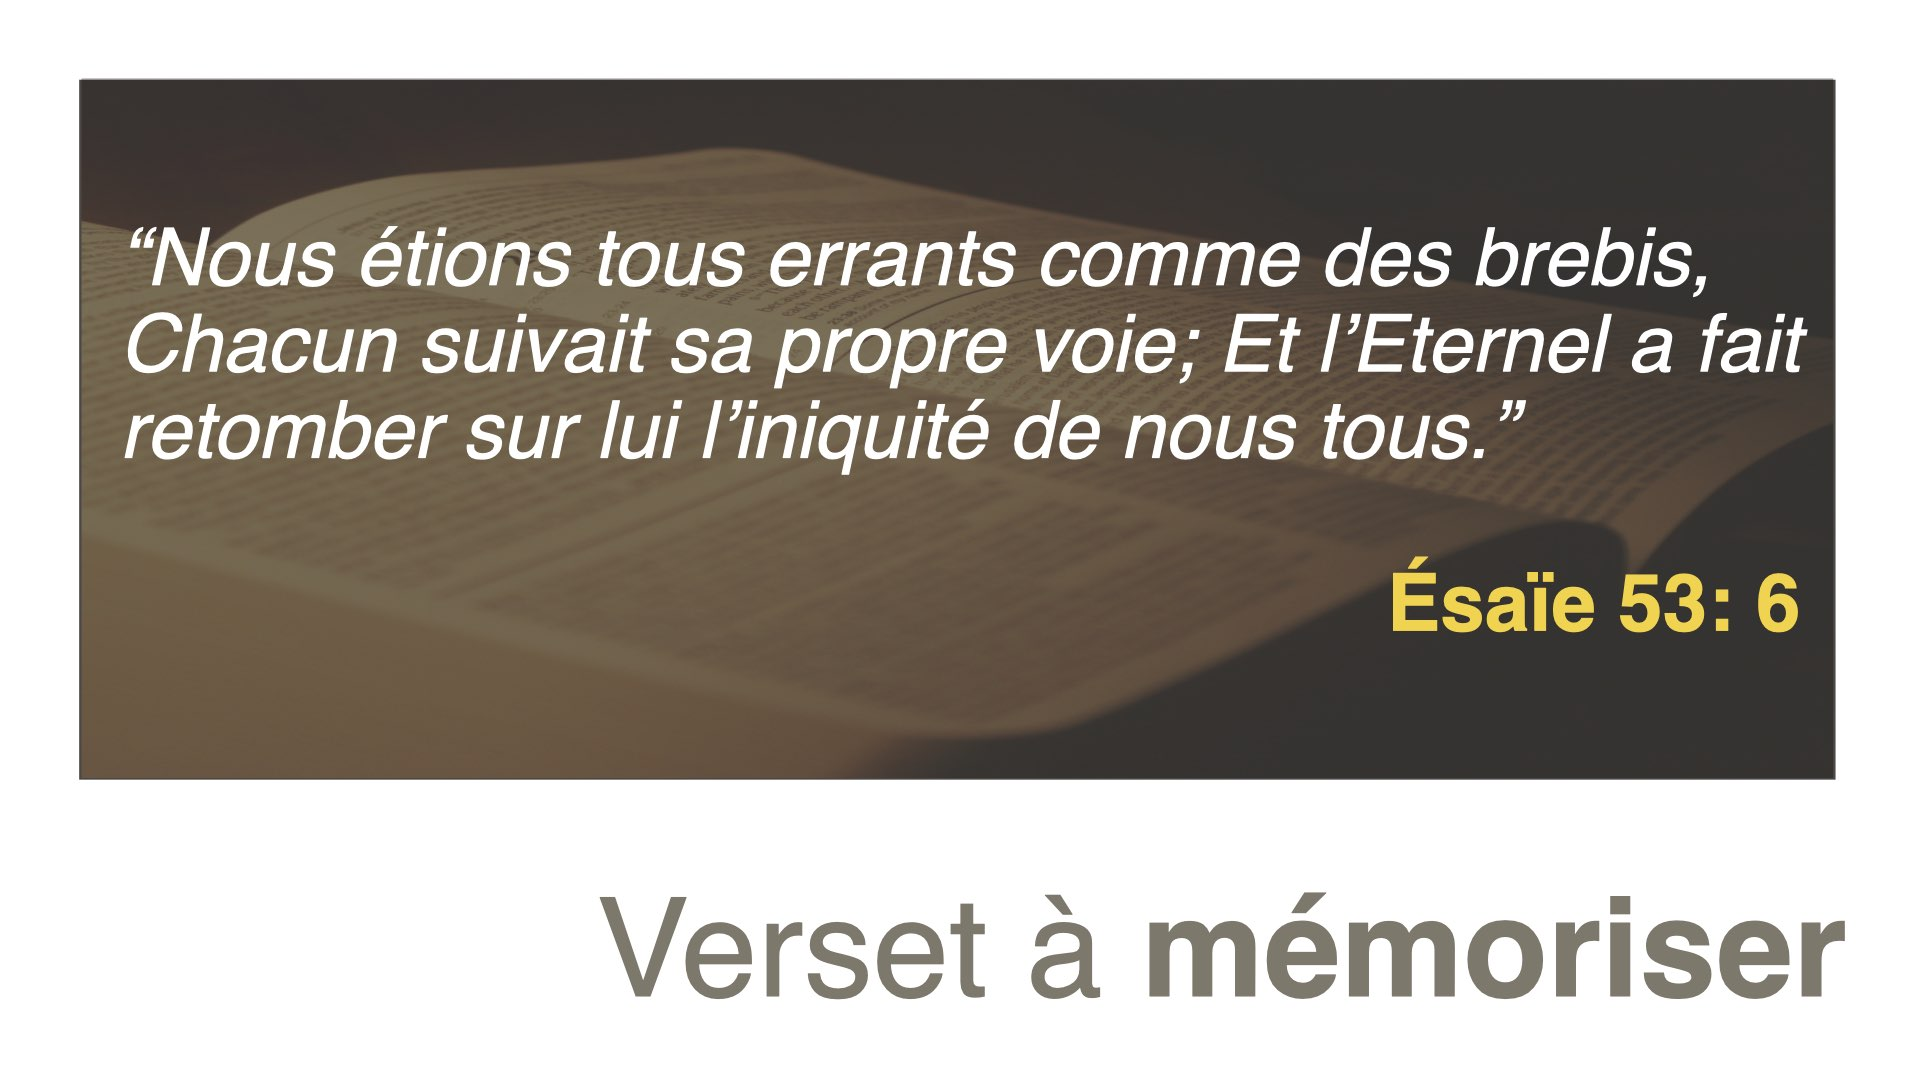 “Nous étions tous errants comme des brebis,
Chacun suivait sa propre voie; Et l’Eternel a fait
retomber sur lui l’iniquité de nous tous.”
Ésaïe 53: 6
Verset à mémoriser